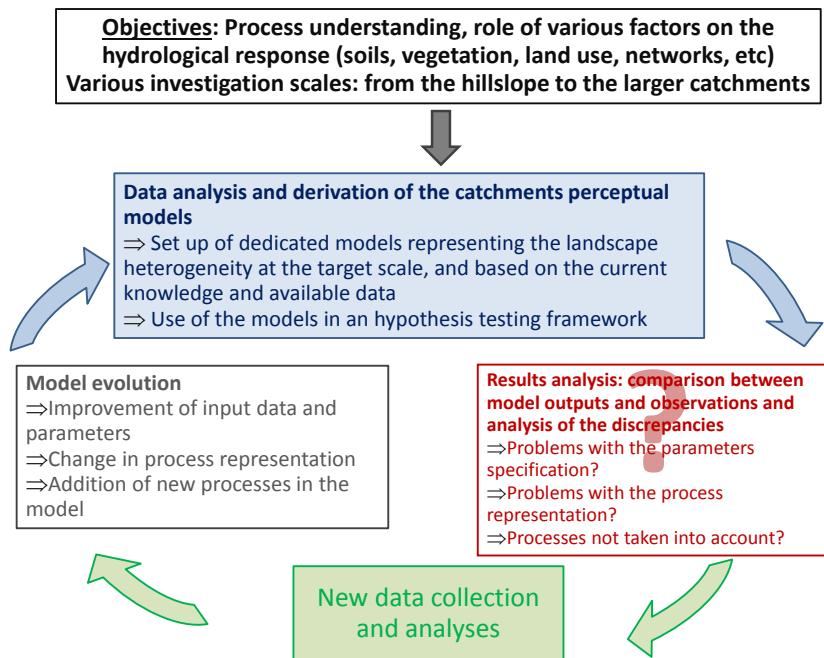 Objectives: Process understanding, role of various factors on the
hydrological response (soils, vegetation, land use, networks, etc)
Various investigation scales: from the hillslope to the larger catchments
Data analysis and derivation of the catchments perceptual
models
⇒ Set up of dedicated models representing the landscape
heterogeneity at the target scale, and based on the current
knowledge and available data
⇒ Use of the models in an hypothesis testing framework
Model evolution
⇒Improvement of input data and
parameters
⇒Change in process representation
⇒Addition of new processes in the
model
?
Results analysis: comparison between
model outputs and observations and
analysis of the discrepancies
⇒Problems with the parameters
specification?
⇒Problems with the process
representation?
⇒Processes not taken into account?
New data collection
and analyses